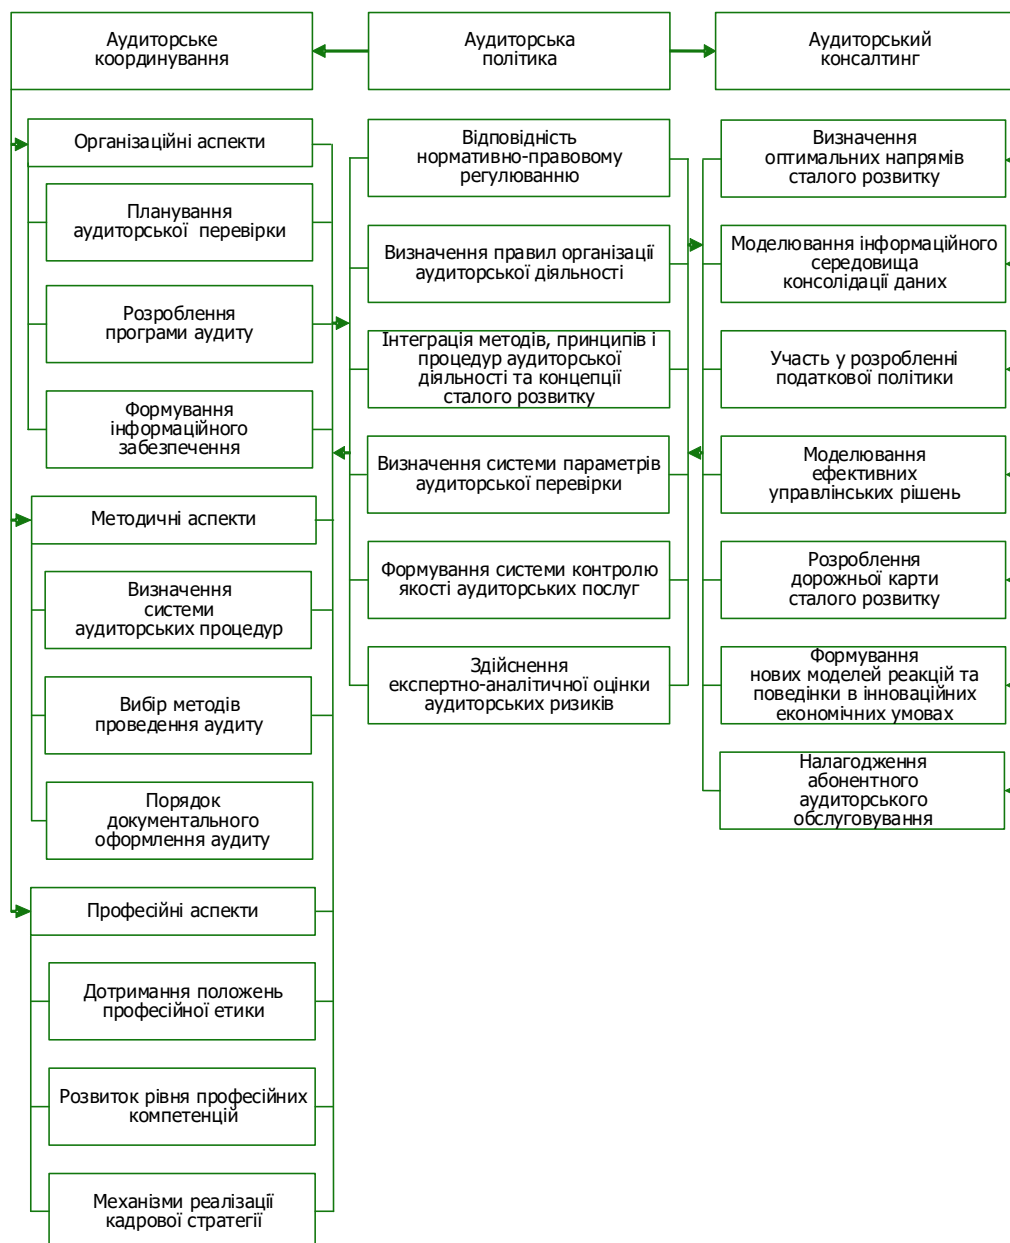 Аудиторське
координування
Аудиторська
політика
Аудиторський
консалтинг
Організаційні аспекти
Планування
аудиторської перевірки
Розроблення
програми аудиту
Формування
інформаційного
забезпечення
Методичні аспекти
Визначення
системи
аудиторських процедур
Вибір методів
проведення аудиту
Порядок
документального
оформлення аудиту
Професійні аспекти
Дотримання положень
професійної етики
Розвиток рівня професійних
компетенцій
Механізми реалізації
кадрової стратегії
Відповідність
нормативно-правовому
регулюванню
Визначення правил організації
аудиторської діяльності
Інтеграція методів, принципів і
процедур аудиторської
діяльності та концепції
сталого розвитку
Визначення системи параметрів
аудиторської перевірки
Формування системи контролю
якості аудиторських послуг
Здійснення
експертно-аналітичної оцінки
аудиторських ризиків
Визначення
оптимальних напрямів
сталого розвитку
Моделювання інформаційного
середовища
консолідації даних
Участь у розробленні
податкової політики
Моделювання
ефективних
управлінських рішень
Розроблення
дорожньої карти
сталого розвитку
Формування
нових моделей реакцій та
поведінки в інноваційних
економічних умовах
Налагодження
абонентного
аудиторського
обслуговування